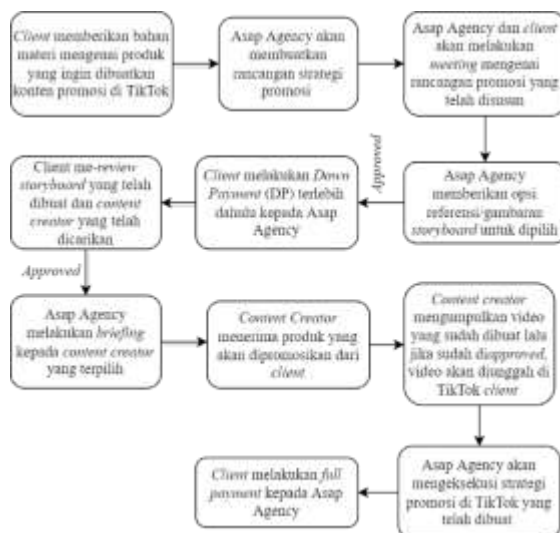 Client memberikan bahan
materi mengenai produk
yang ingin dibuatkan
konten promosi di TikTok
Asap Agency akan
membuatkan
rancangan strategi
promosi
Asap Agency dan client
akan melakukan
meeting mengenai
rancangan promosi yang
telah disusun
Asap Agency
memberikan opsi
referensi/gambaran
storyboard untuk dipilih
Approved
Client melakukan Down
Payment (DP) terlebih
dahulu kepada Asap
Agency
Client me-review
storyboard yang telah
dibuat dan content
creator yang telah
dicarikan
Approved
Asap Agency
melakukan briefing
kepada content creator
yang terpilih
Content Creator
menerima produk yang
akan dipromosikan dari
client
Content creator
mengumpulkan video
yang sudah dibuat lalu
jika sudah diapproved,
video akan diunggah di
TikTok client
Asap Agency akan
mengeksekusi strategi
promosi di TikTok yang
telah dibuat
Client melakukan full
payment kepada Asap
Agency